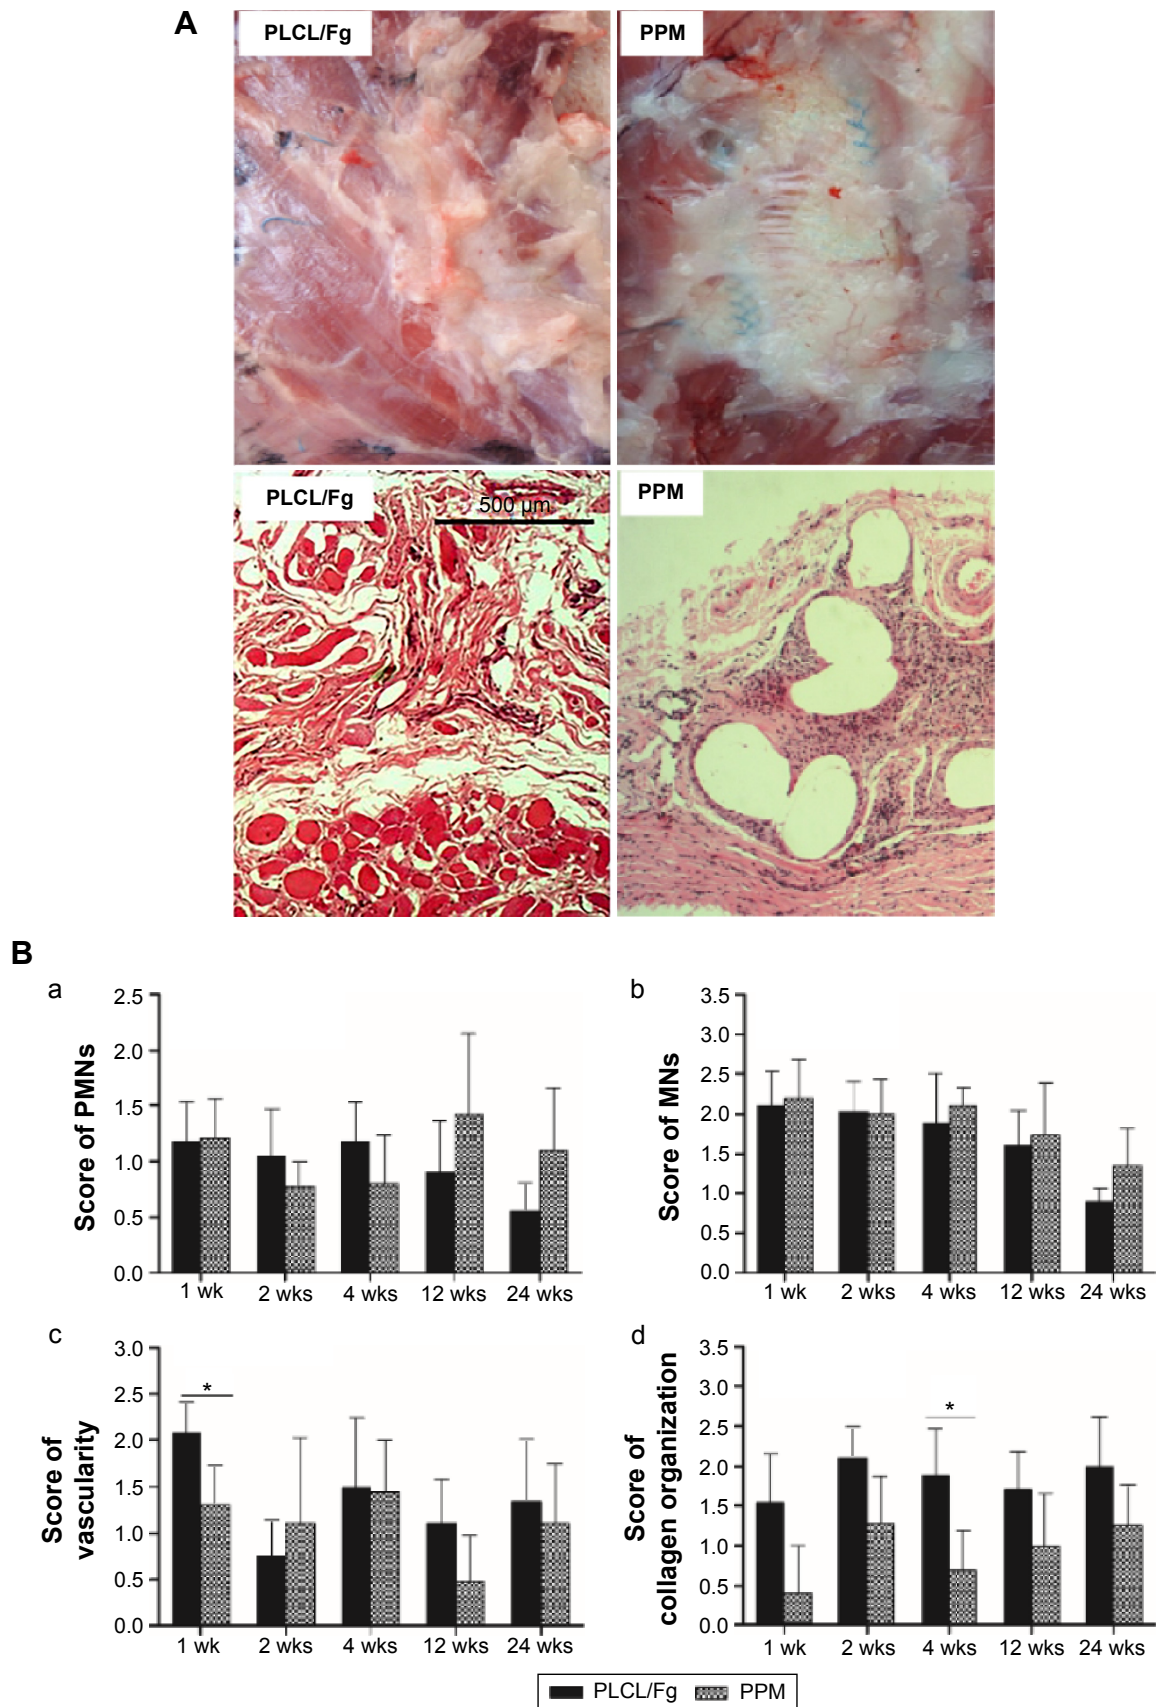 A
PLCL/Fg
PPM
PLCL/Fg
500 µm
PPM
B
a
Score of PMNs
2.5
2.0
1.5
1.0
0.5
0.0
1 wk
2 wks
4 wks
12 wks
24 wks
b
Score of MNs
3.5
3.0
2.5
2.0
1.5
1.0
0.5
0.0
1 wk
2 wks
4 wks
12 wks
24 wks
c
Score of
vascularity
3.0
2.5
2.0
1.5
1.0
0.5
0.0
*
1 wk
2 wks
4 wks
12 wks
24 wks
d
Score of
collagen organization
3.5
3.0
2.5
2.0
1.5
1.0
0.5
0.0
*
1 wk
2 wks
4 wks
12 wks
24 wks
PLCL/Fg
PPM